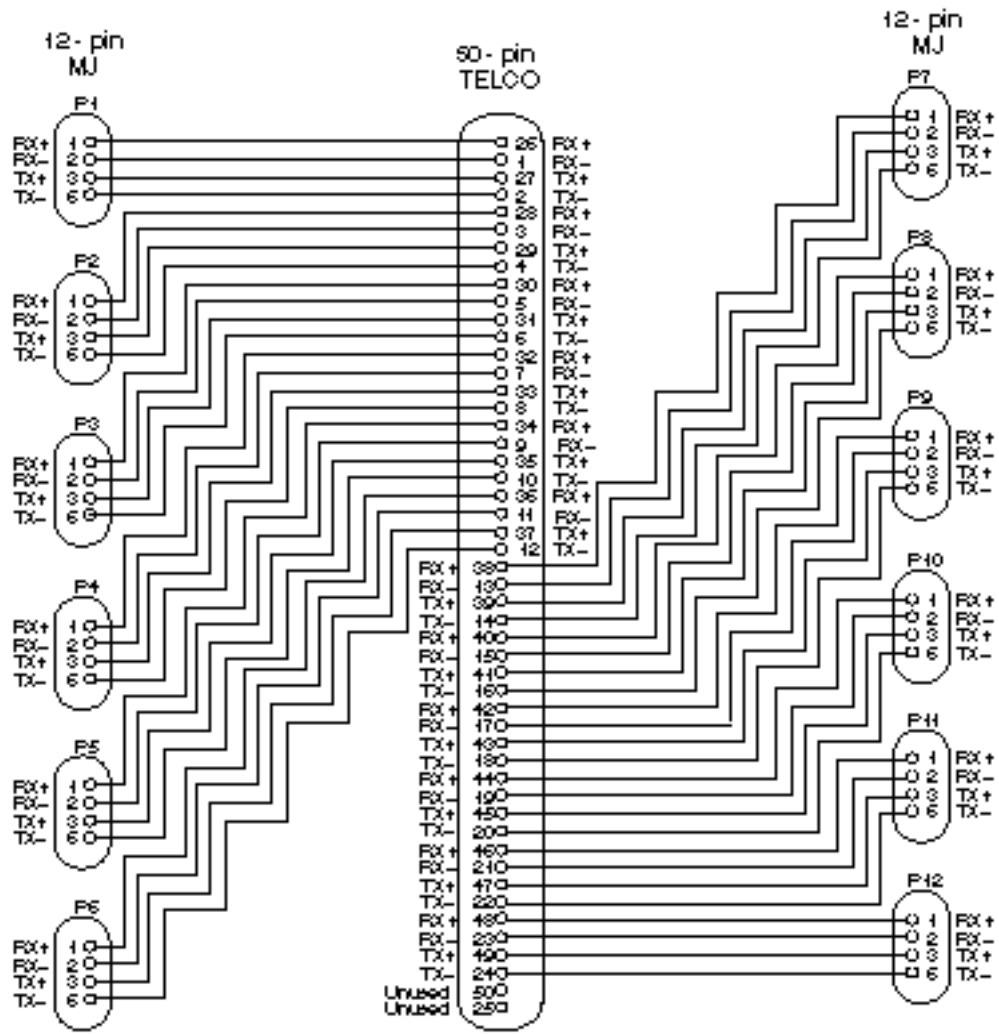 12-pin
MJ
P1
RX+ 1
RX- 2
TX+ 3
TX- 6
P2
RX+ 1
RX- 2
TX+ 3
TX- 6
P3
RX+ 1
RX- 2
TX+ 3
TX- 6
P4
RX+ 1
RX- 2
TX+ 3
TX- 6
P5
RX+ 1
RX- 2
TX+ 3
TX- 6
P6
RX+ 1
RX- 2
TX+ 3
TX- 6
50-pin
TELCO
26 RX+
1 RX-
27 TX+
2 TX-
28 RX+
3 RX-
29 TX+
4 TX-
30 RX+
5 RX-
31 TX+
6 TX-
32 RX+
7 RX-
33 TX+
8 TX-
34 RX+
9 RX-
35 TX+
10 TX-
36 RX+
11 RX-
37 TX+
12 TX-
RX+ 38
RX- 13
TX+ 39
TX- 14
RX+ 40
RX- 15
TX+ 41
TX- 16
RX+ 42
RX- 17
TX+ 43
TX- 18
RX+ 44
RX- 19
TX+ 45
TX- 20
RX+ 46
RX- 21
TX+ 47
TX- 22
RX+ 48
RX- 23
TX+ 49
TX- 24
Unused 50
Unused 25
12-pin
MJ
P7
1 RX+
2 RX-
3 TX+
6 TX-
P8
1 RX+
2 RX-
3 TX+
6 TX-
P9
1 RX+
2 RX-
3 TX+
6 TX-
P10
1 RX+
2 RX-
3 TX+
6 TX-
P11
1 RX+
2 RX-
3 TX+
6 TX-
P12
1 RX+
2 RX-
3 TX+
6 TX-